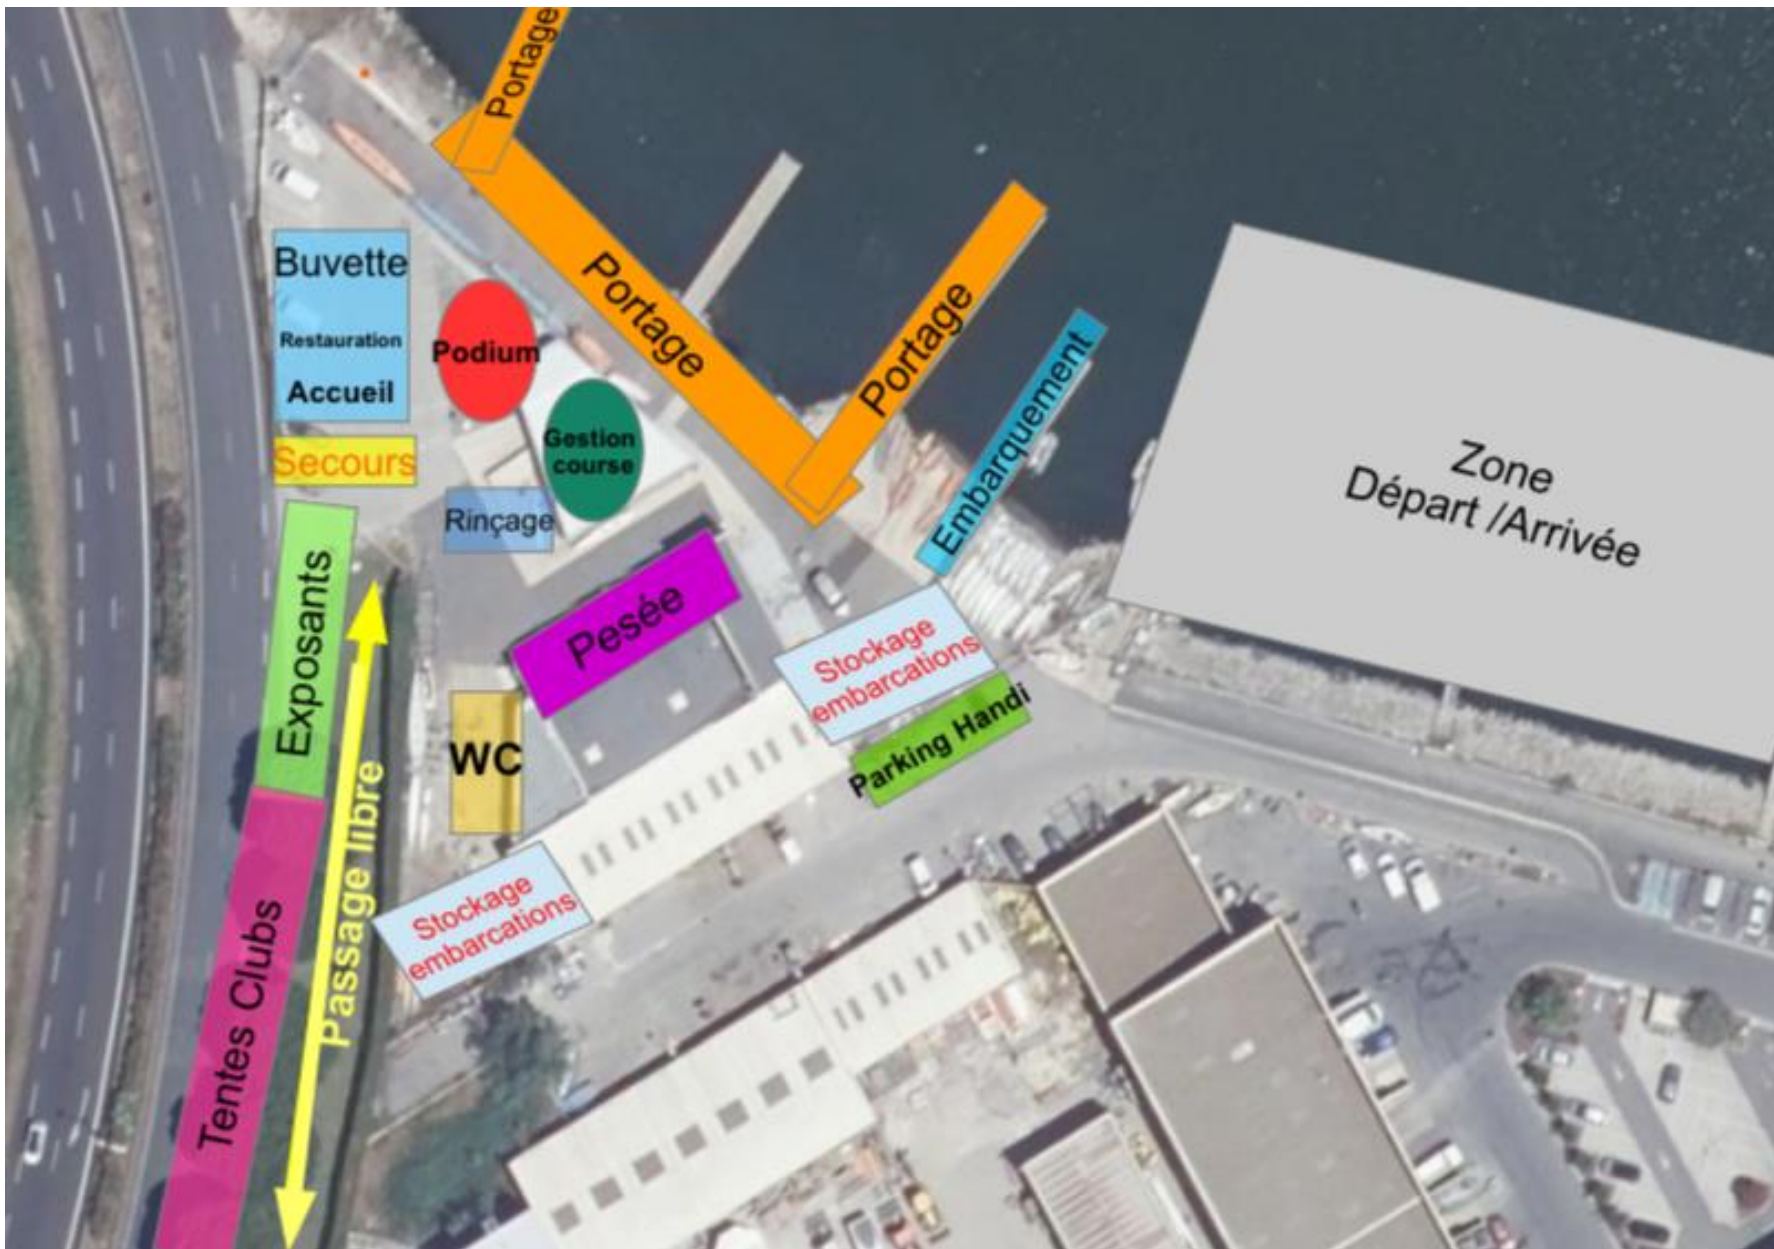 Portage
Portage
Portage
Buvette
Restauration
Accueil
Podium
Gestion
course
Secours
Rinçage
Embarquement
Zone
Départ /Arrivée
Exposants
Pesée
Stockage
embarcations
Parking Handi
WC
Passage libre
Stockage
embarcations
Tentes Clubs